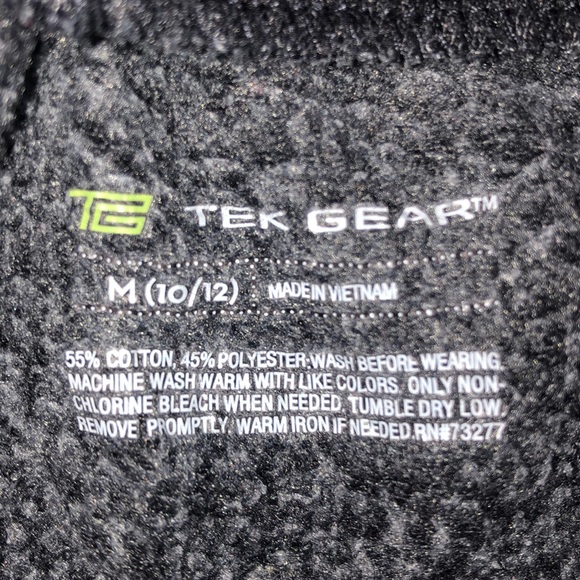 TG TEK GEAR™
M (10/12) MADE IN VIETNAM
55% COTTON, 45% POLYESTER·WASH BEFORE WEARING.
MACHINE WASH WARM WITH LIKE COLORS. ONLY NON-
CHLORINE BLEACH WHEN NEEDED. TUMBLE DRY LOW.
REMOVE PROMPTLY. WARM IRON IF NEEDED.RN#73277